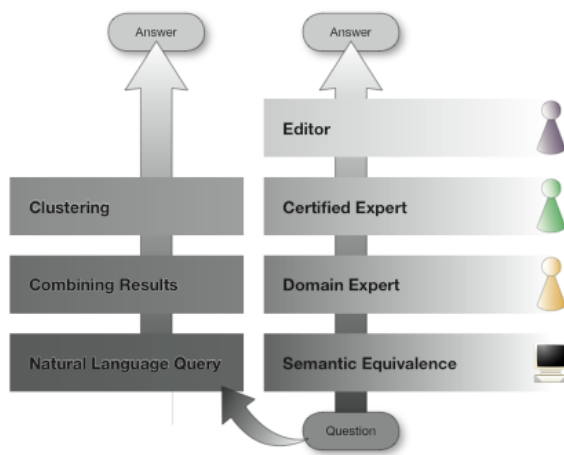 Answer
Answer
Editor
Clustering
Certified Expert
Combining Results
Domain Expert
Natural Language Query
Semantic Equivalence
Question